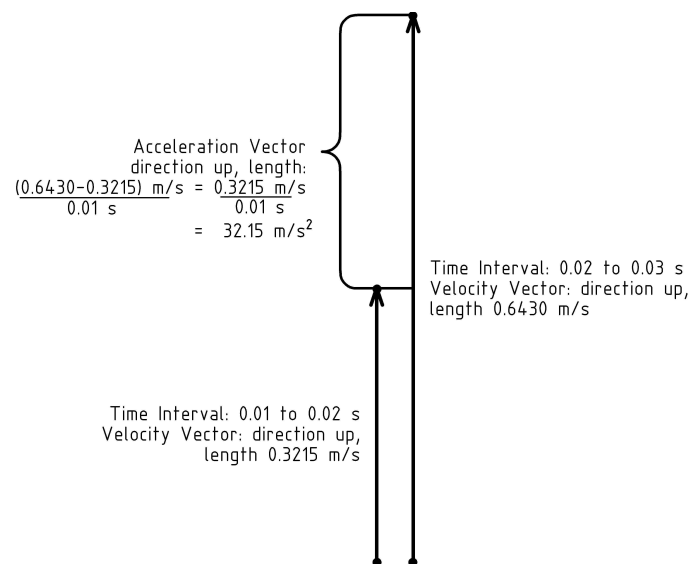 Acceleration Vector
direction up, length:
(0.6430-0.3215) m/s = 0.3215 m/s
0.01 s 0.01 s
= 32.15 m/s²
Time Interval: 0.02 to 0.03 s
Velocity Vector: direction up,
length 0.6430 m/s
Time Interval: 0.01 to 0.02 s
Velocity Vector: direction up,
length 0.3215 m/s